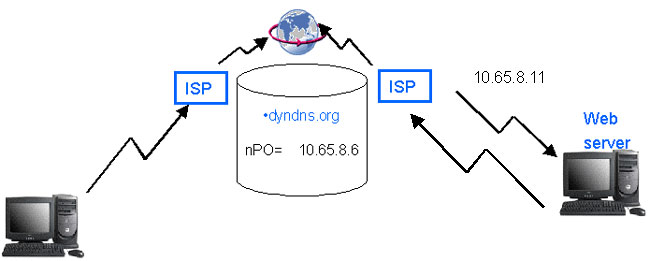 ISP
ISP
10.65.8.11
•dyndns.org
Web
server
nPO= 10.65.8.6